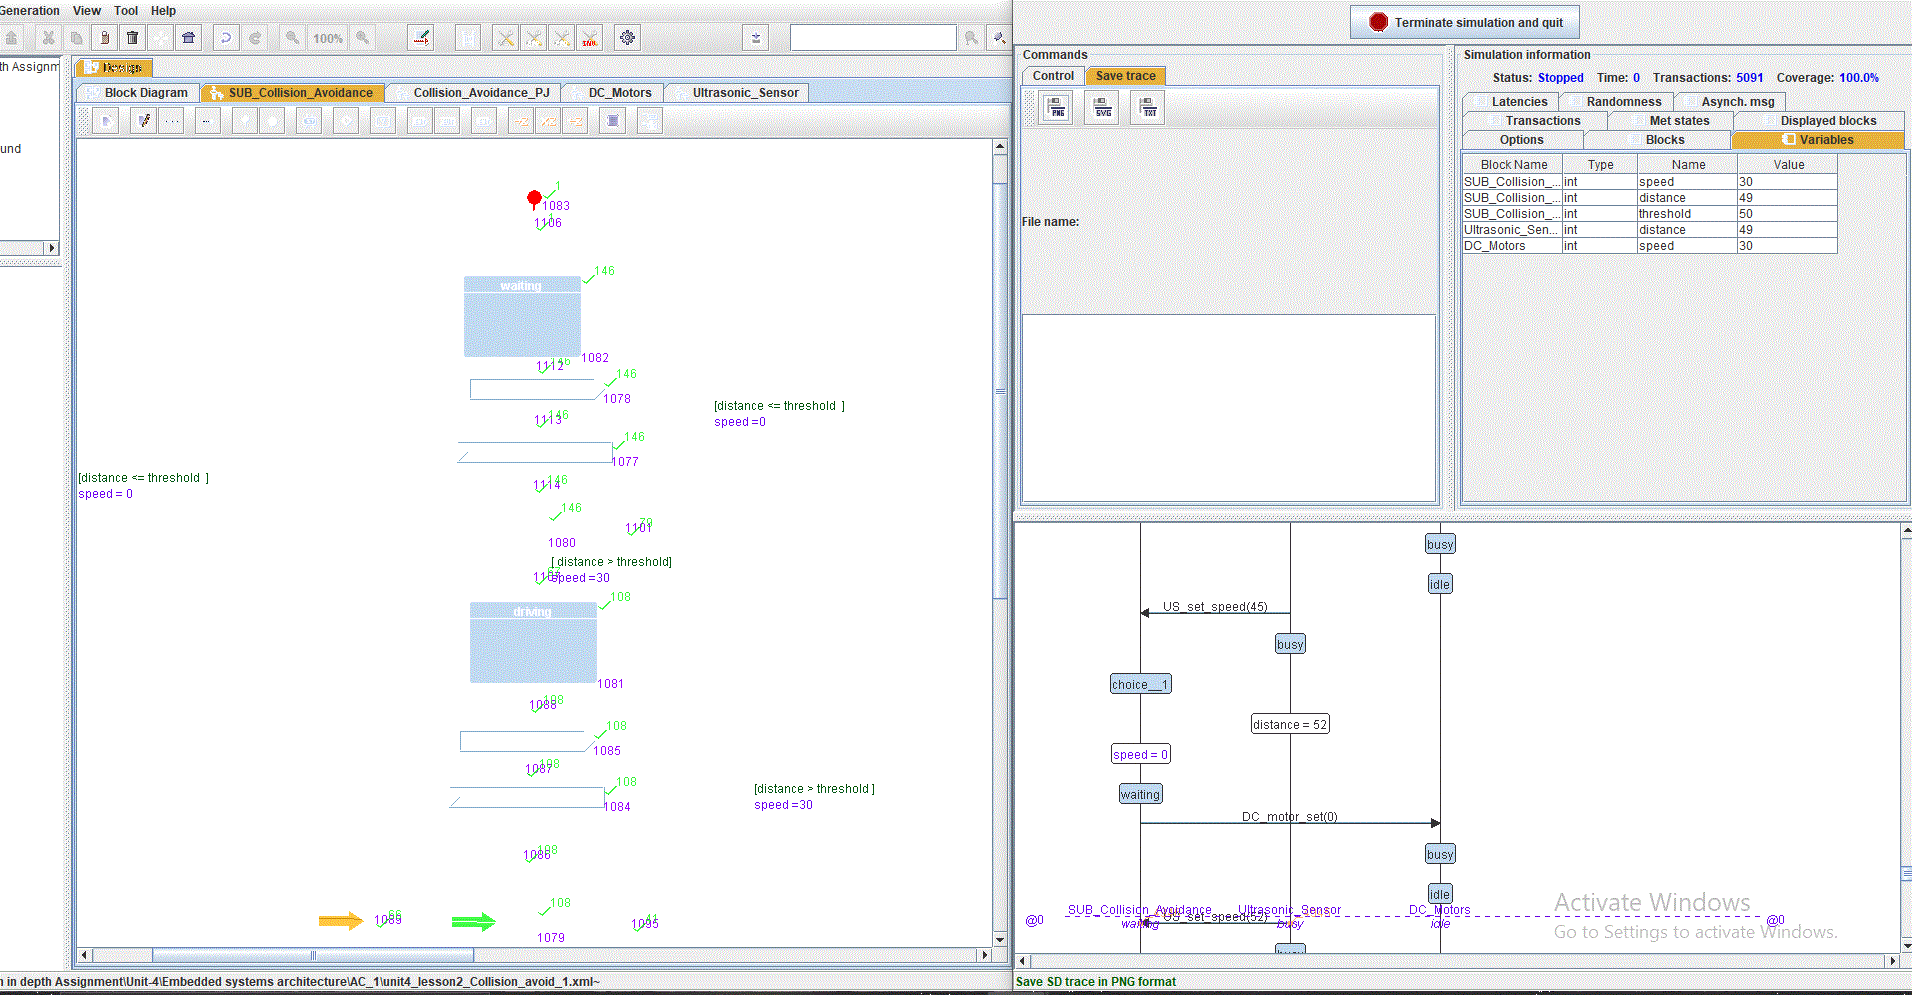 Generation View Tool Help
100%
th Assignm
und
Design
Block Diagram SUB_Collision_Avoidance Collision_Avoidance_PJ DC_Motors Ultrasonic_Sensor
1
1083
1106
146
waiting
1082
146
1112
146
1078
146
1113
[distance <= threshold ]
speed =0
146
1077
[distance <= threshold ]
speed = 0
146
1114
146
1101
1080
[ distance > threshold]
speed =30
108
driving
1081
108
1088
108
1085
108
1087
108
1084
[distance > threshold ]
speed =30
108
1086
108
66
1089
41
1095
1079
n in depth Assignment\Unit-4\Embedded systems architecture\AC_1\unit4_lesson2_Collision_avoid_1.xml~
Terminate simulation and quit
Commands
Control Save trace
PNG SVG TXT
File name:
Simulation information
Status: Stopped Time: 0 Transactions: 5091 Coverage: 100.0%
Latencies Randomness Asynch. msg
Transactions Met states Displayed blocks
Options Blocks Variables
Block Name Type Name Value
SUB_Collision_... int speed 30
SUB_Collision_... int distance 49
SUB_Collision_... int threshold 50
Ultrasonic_Sen... int distance 49
DC_Motors int speed 30
busy
idle
US_set_speed(45)
busy
choice__1
distance = 52
speed = 0
waiting
DC_motor_set(0)
busy
idle
SUB_Collision_Avoidance Ultrasonic_Sensor DC_Motors
@0 US_set_speed(52) @0
waiting busy idle
busy
Activate Windows
Go to Settings to activate Windows.
Save SD trace in PNG format